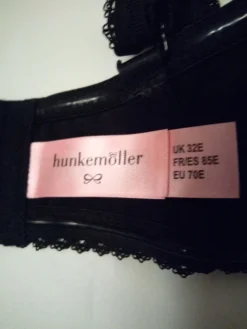 hunkemöller
UK 32E
FR/ES 85E
EU 70E